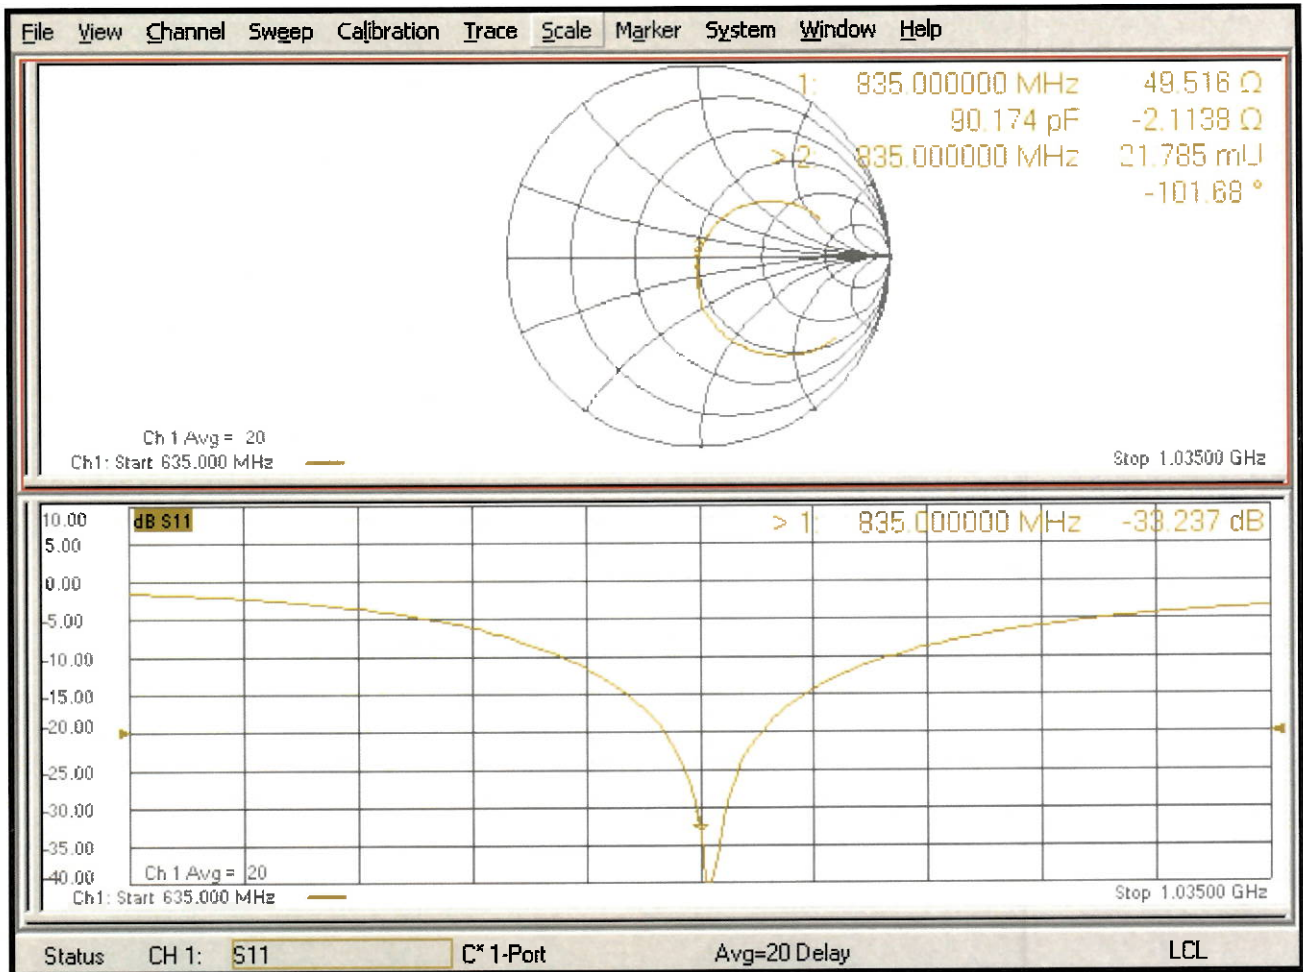 File View Channel Sweep Calibration Trace Scale Marker System Window Help
1: 835.000000 MHz 49.516 Ω
90.174 pF -2.1138 Ω
> 2: 835.000000 MHz 21.785 mU
-101.68 °
Ch 1 Avg = 20
Ch1: Start 635.000 MHz
Stop 1.03500 GHz
10.00
dB S11
> 1: 835.000000 MHz -33.237 dB
5.00
0.00
-5.00
-10.00
-15.00
-20.00
-25.00
-30.00
-35.00
-40.00
Ch 1 Avg = 20
Ch1: Start 635.000 MHz
Stop 1.03500 GHz
Status CH 1: S11 C* 1-Port Avg=20 Delay LCL